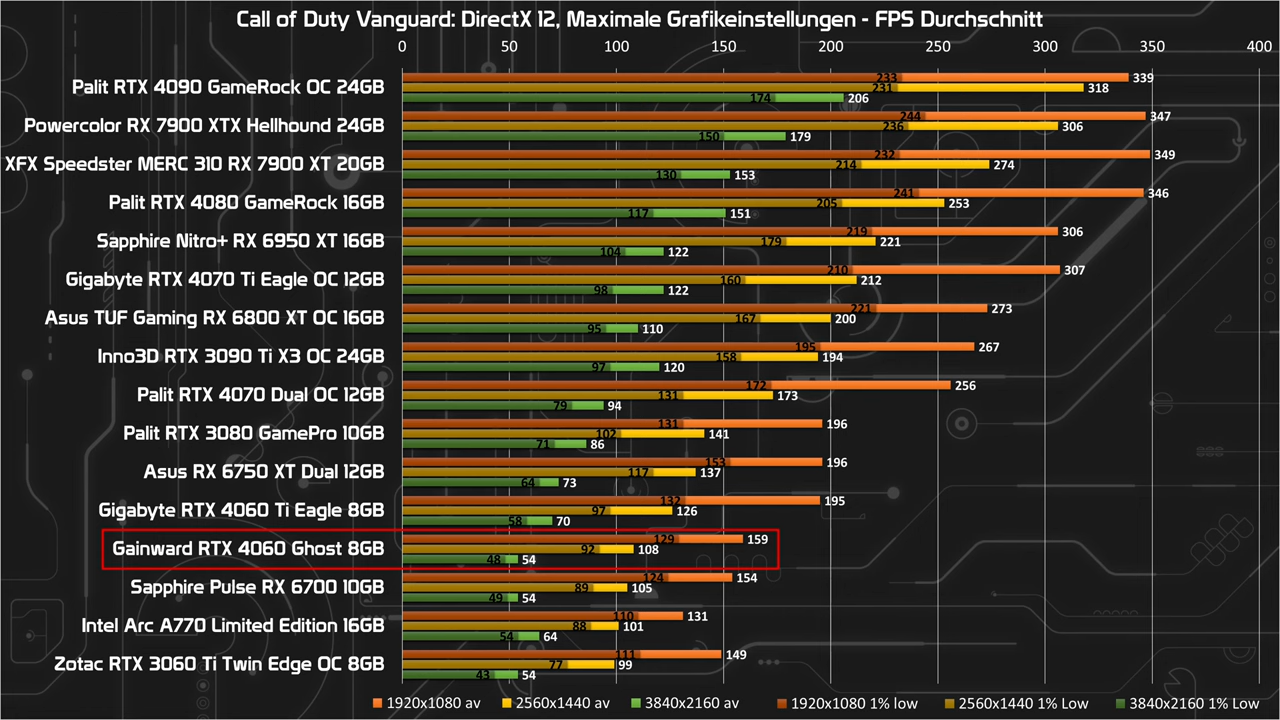 Call of Duty Vanguard: DirectX 12, Maximale Grafikeinstellungen - FPS Durchschnitt
0 50 100 150 200 250 300 350 400
Palit RTX 4090 GameRock OC 24GB
233 339
231 318
174 206
Powercolor RX 7900 XTX Hellhound 24GB
244 347
236 306
150 179
XFX Speedster MERC 310 RX 7900 XT 20GB
232 349
214 274
130 153
Palit RTX 4080 GameRock 16GB
241 346
205 253
117 151
Sapphire Nitro+ RX 6950 XT 16GB
219 306
179 221
104 122
Gigabyte RTX 4070 Ti Eagle OC 12GB
210 307
160 212
98 122
Asus TUF Gaming RX 6800 XT OC 16GB
221 273
167 200
95 110
Inno3D RTX 3090 Ti X3 OC 24GB
195 267
158 194
97 120
Palit RTX 4070 Dual OC 12GB
172 256
131 173
79 94
Palit RTX 3080 GamePro 10GB
131 196
102 141
71 86
Asus RX 6750 XT Dual 12GB
153 196
117 137
64 73
Gigabyte RTX 4060 Ti Eagle 8GB
132 195
97 126
58 70
Gainward RTX 4060 Ghost 8GB
129 159
92 108
48 54
Sapphire Pulse RX 6700 10GB
124 154
89 105
49 54
Intel Arc A770 Limited Edition 16GB
110 131
88 101
54 64
Zotac RTX 3060 Ti Twin Edge OC 8GB
111 149
77 99
43 54
1920x1080 av 2560x1440 av 3840x2160 av 1920x1080 1% low 2560x1440 1% Low 3840x2160 1% Low